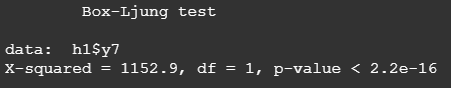 Box-Ljung test
data:  h1$y7
X-squared = 1152.9, df = 1, p-value < 2.2e-16